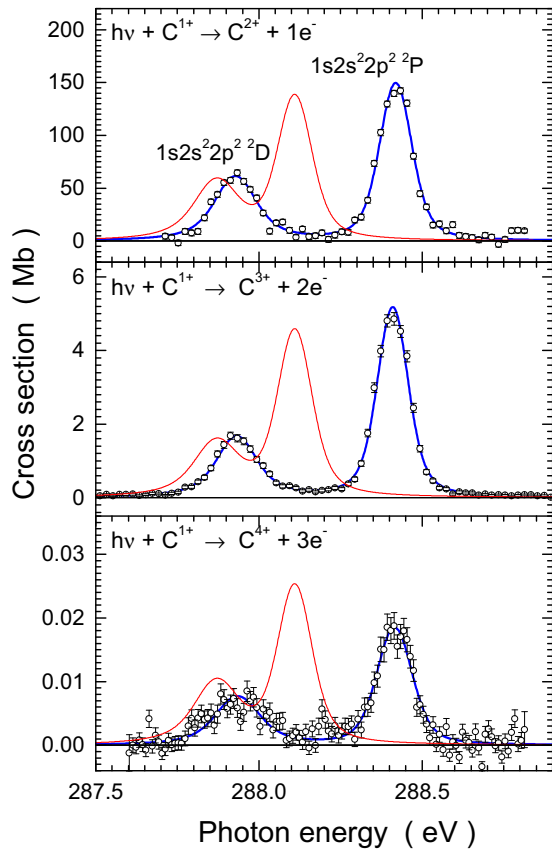 hν + C¹⁺ → C²⁺ + 1e⁻
1s2s²2p² ²P
1s2s²2p² ²D
200
150
100
50
0
hν + C¹⁺ → C³⁺ + 2e⁻
6
4
2
0
Cross section ( Mb )
hν + C¹⁺ → C⁴⁺ + 3e⁻
0.03
0.02
0.01
0.00
287.5 288.0 288.5
Photon energy ( eV )